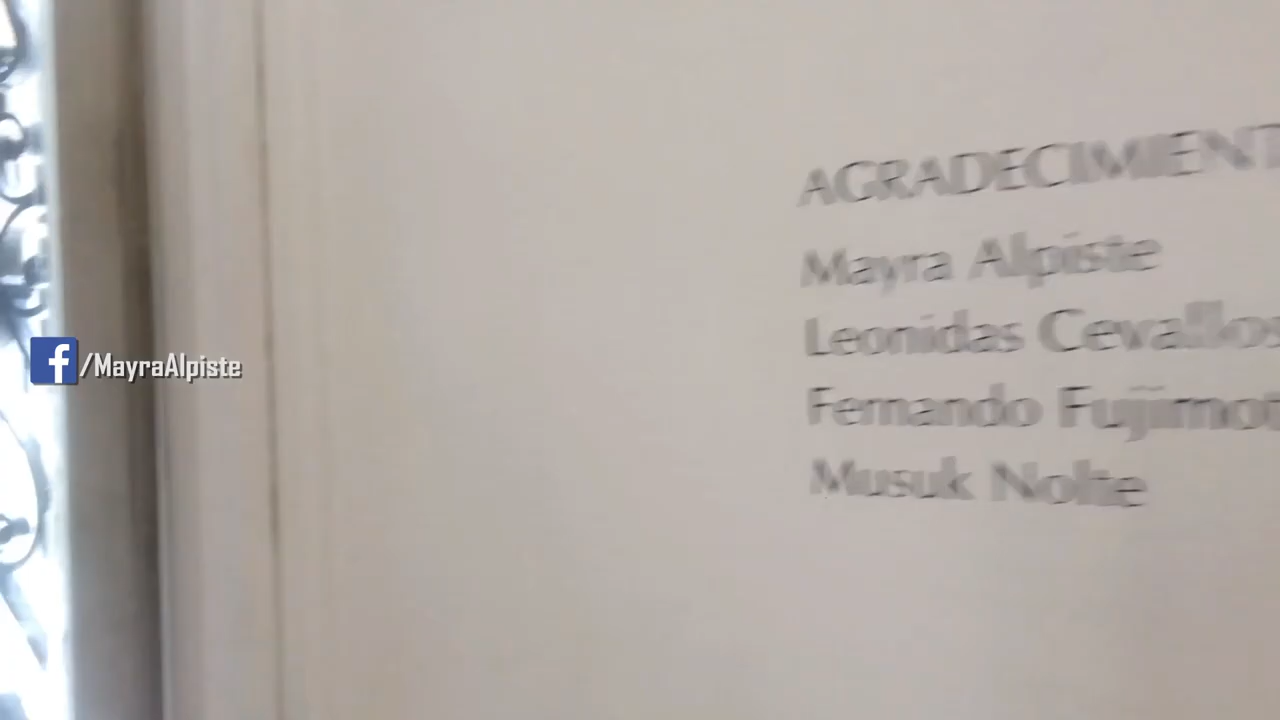 AGRADECIMIENT
Mayra Alpiste
Leonidas Cevallos
Fernando Fujimot
Musuk Nolte
/MayraAlpiste